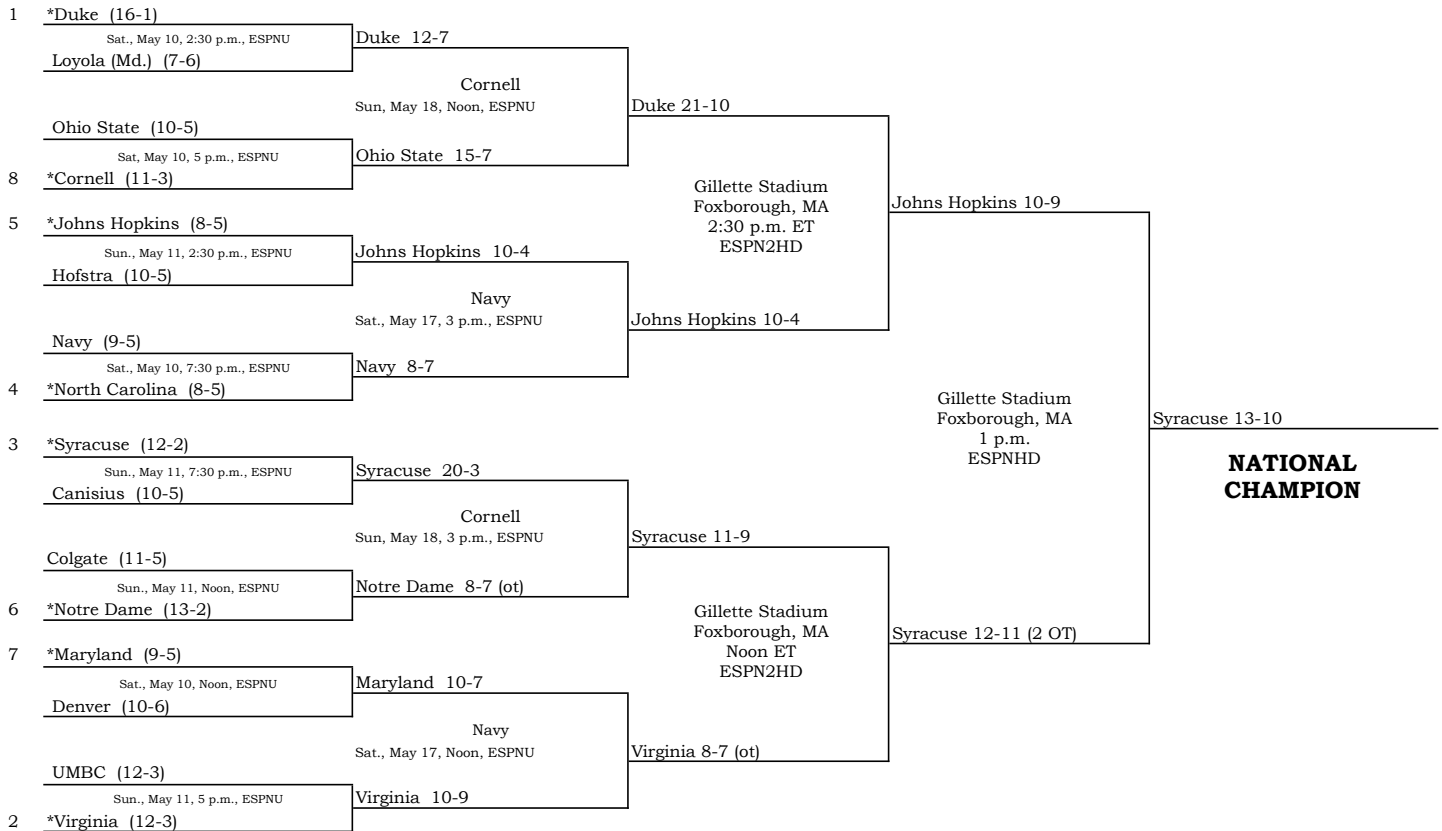 1 *Duke (16-1)
Sat., May 10, 2:30 p.m., ESPNU
Loyola (Md.) (7-6)
Duke 12-7
Cornell
Sun, May 18, Noon, ESPNU
Ohio State (10-5)
Sat, May 10, 5 p.m., ESPNU
8 *Cornell (11-3)
Ohio State 15-7
Duke 21-10
5 *Johns Hopkins (8-5)
Sun., May 11, 2:30 p.m., ESPNU
Hofstra (10-5)
Johns Hopkins 10-4
Navy
Sat., May 17, 3 p.m., ESPNU
Navy (9-5)
Sat., May 10, 7:30 p.m., ESPNU
4 *North Carolina (8-5)
Navy 8-7
Johns Hopkins 10-4
Gillette Stadium
Foxborough, MA
2:30 p.m. ET
ESPN2HD
Johns Hopkins 10-9
3 *Syracuse (12-2)
Sun., May 11, 7:30 p.m., ESPNU
Canisius (10-5)
Syracuse 20-3
Cornell
Sun, May 18, 3 p.m., ESPNU
Colgate (11-5)
Sun., May 11, Noon, ESPNU
6 *Notre Dame (13-2)
Notre Dame 8-7 (ot)
Syracuse 11-9
7 *Maryland (9-5)
Sat., May 10, Noon, ESPNU
Denver (10-6)
Maryland 10-7
Navy
Sat., May 17, Noon, ESPNU
UMBC (12-3)
Sun., May 11, 5 p.m., ESPNU
2 *Virginia (12-3)
Virginia 10-9
Virginia 8-7 (ot)
Gillette Stadium
Foxborough, MA
Noon ET
ESPN2HD
Syracuse 12-11 (2 OT)
Gillette Stadium
Foxborough, MA
1 p.m.
ESPNHD
Syracuse 13-10
NATIONAL
CHAMPION